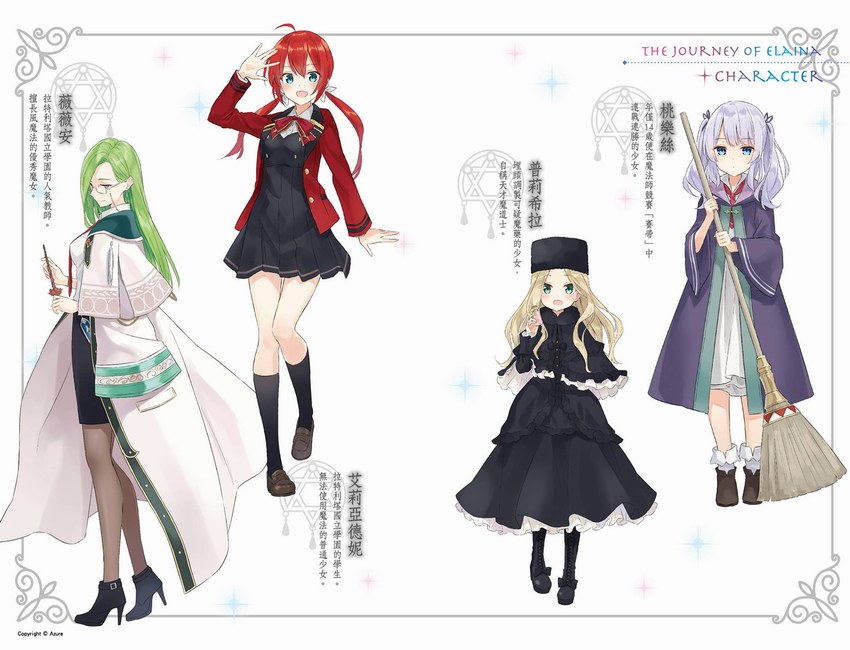 THE JOURNEY OF ELAINA
CHARACTER
桃樂絲
年僅14歲便在魔法師競賽「賽啓」中
連戰連勝的少女。
普莉希拉
埋頭調製可疑魔藥的少女，
自稱天才魔道士。
薇薇安
拉特利塔國立學園的人氣教師。
擅長風魔法的優秀魔女。
艾莉亞德妮
拉特利塔國立學園的學生。
無法使用魔法的普通少女。
Copyright © Azure